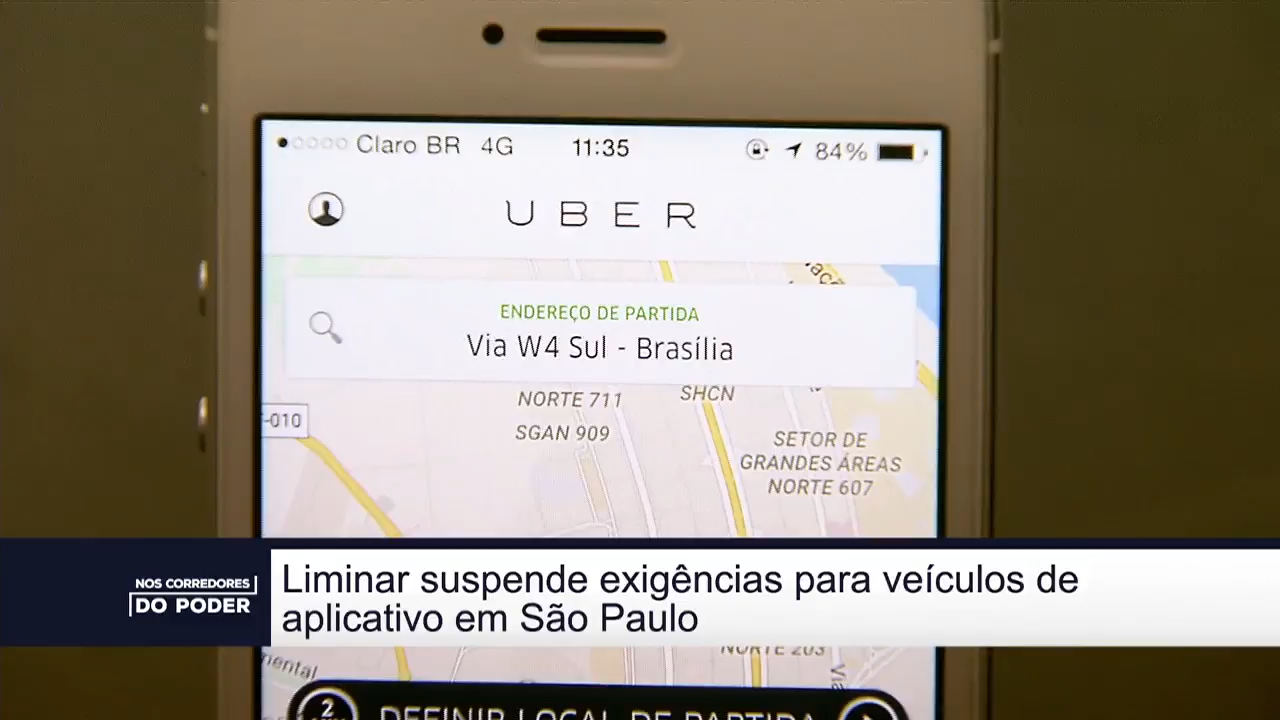 Claro BR 4G 11:35 84%
UBER
ENDEREÇO DE PARTIDA
Via W4 Sul - Brasília
NORTE 711
SHCN
SGAN 909
-010
SETOR DE
GRANDES ÁREAS
NORTE 607
NOS CORREDORES
DO PODER
Liminar suspende exigências para veículos de
aplicativo em São Paulo
NORTE 203
2
DEFINIR LOCAL DE PARTIDA